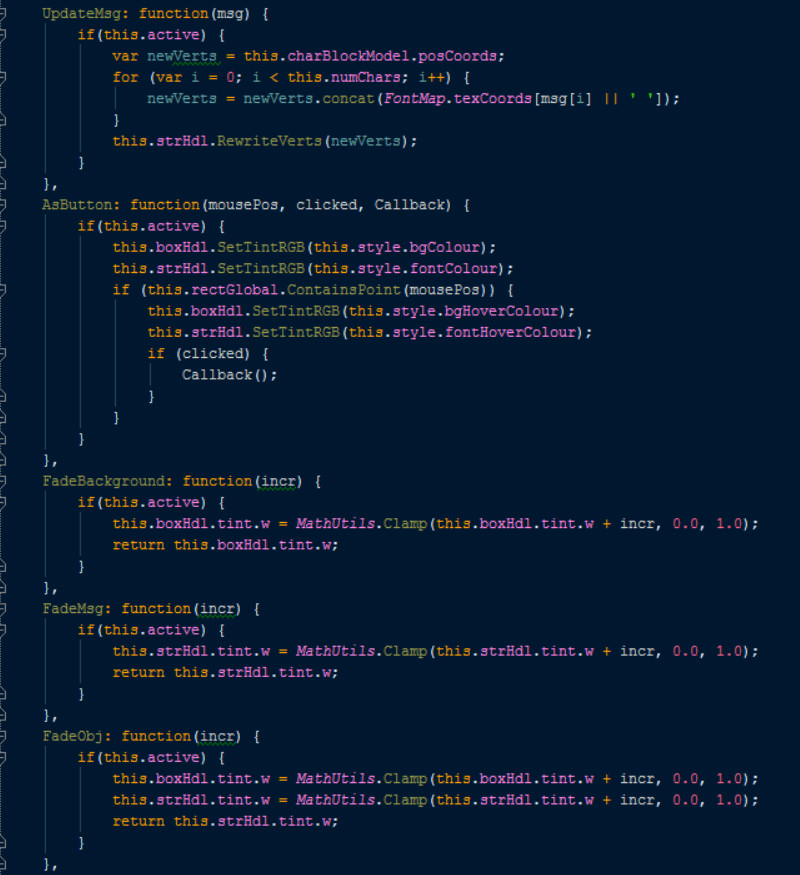 UpdateMsg: function(msg) {
    if(this.active) {
        var newVerts = this.charBlockModel.posCoords;
        for (var i = 0; i < this.numChars; i++) {
            newVerts = newVerts.concat(FontMap.texCoords[msg[i] || ' ']);
        }
        this.strHdl.RewriteVerts(newVerts);
    }
},
AsButton: function(mousePos, clicked, Callback) {
    if(this.active) {
        this.boxHdl.SetTintRGB(this.style.bgColour);
        this.strHdl.SetTintRGB(this.style.fontColour);
        if (this.rectGlobal.ContainsPoint(mousePos)) {
            this.boxHdl.SetTintRGB(this.style.bgHoverColour);
            this.strHdl.SetTintRGB(this.style.fontHoverColour);
            if (clicked) {
                Callback();
            }
        }
    }
},
FadeBackground: function(incr) {
    if(this.active) {
        this.boxHdl.tint.w = MathUtils.Clamp(this.boxHdl.tint.w + incr, 0.0, 1.0);
        return this.boxHdl.tint.w;
    }
},
FadeMsg: function(incr) {
    if(this.active) {
        this.strHdl.tint.w = MathUtils.Clamp(this.strHdl.tint.w + incr, 0.0, 1.0);
        return this.strHdl.tint.w;
    }
},
FadeObj: function(incr) {
    if(this.active) {
        this.boxHdl.tint.w = MathUtils.Clamp(this.boxHdl.tint.w + incr, 0.0, 1.0);
        this.strHdl.tint.w = MathUtils.Clamp(this.strHdl.tint.w + incr, 0.0, 1.0);
        return this.strHdl.tint.w;
    }
},